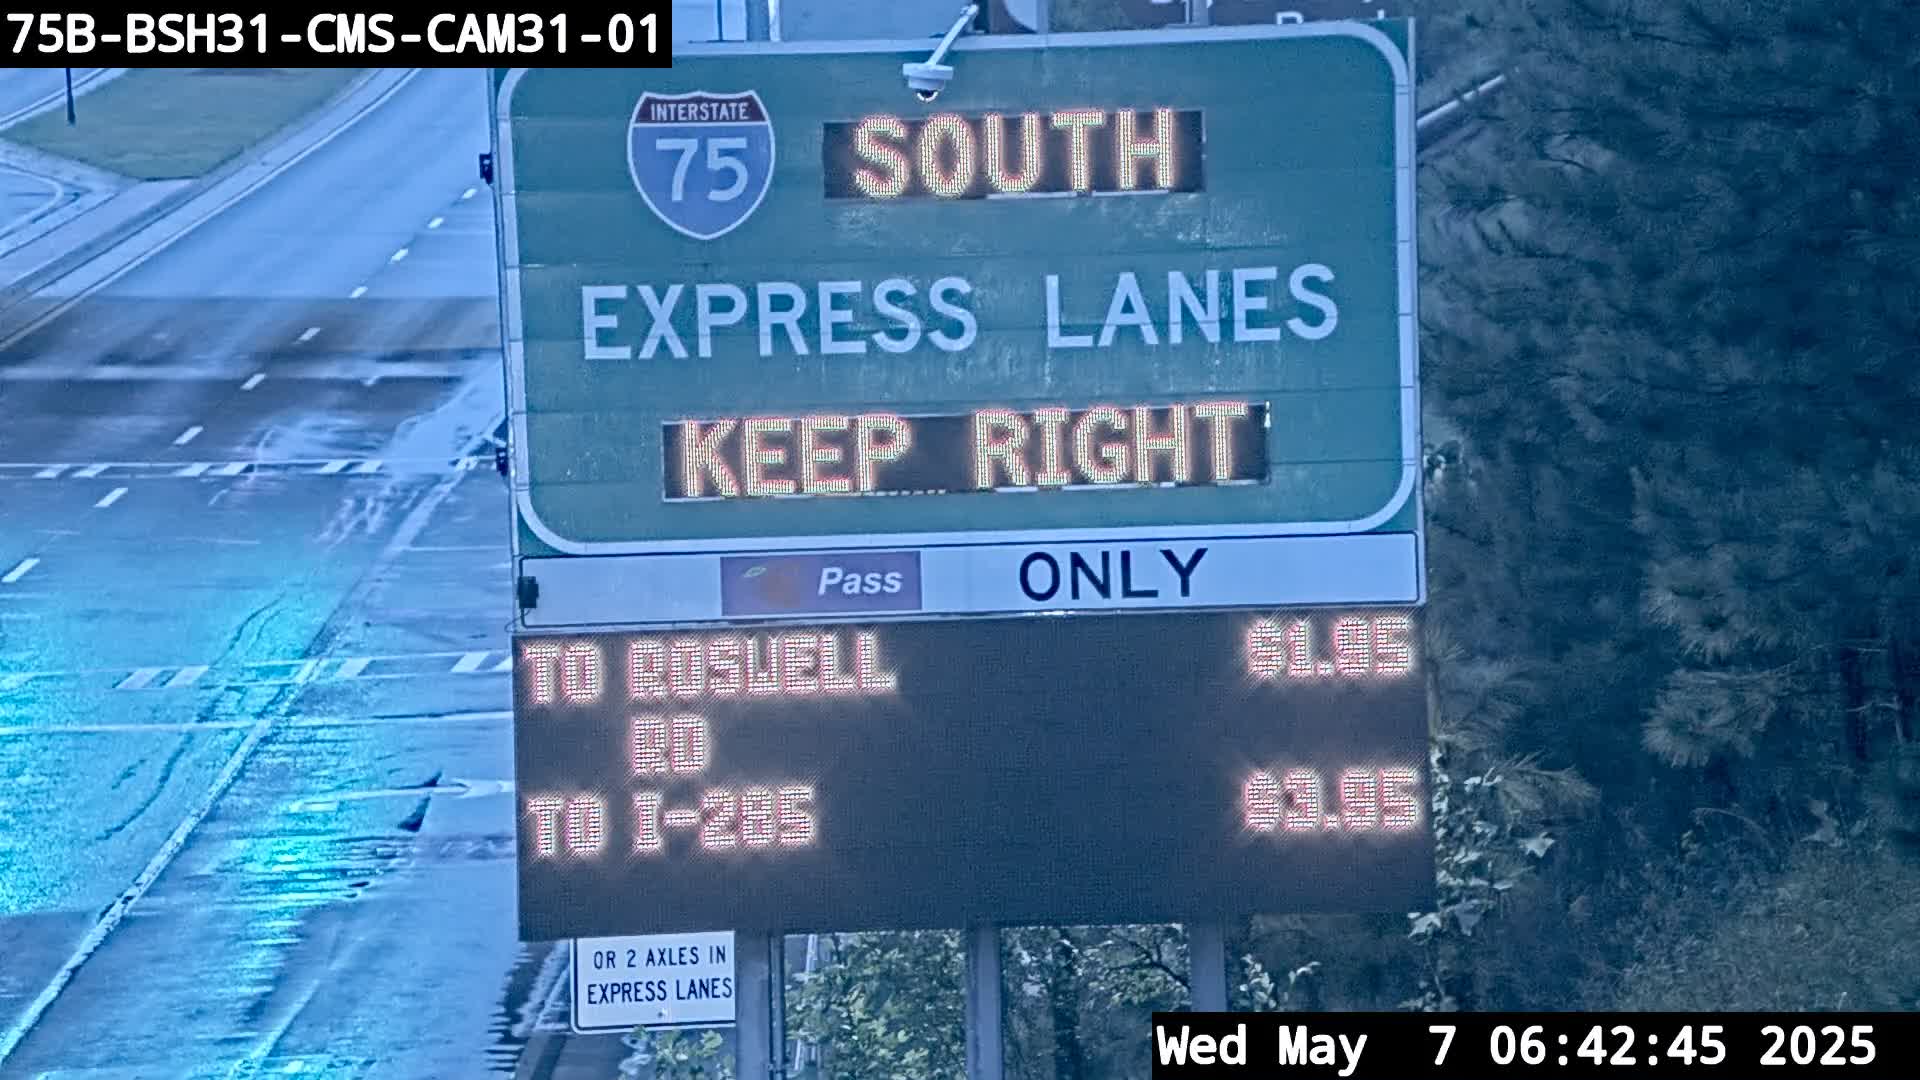 75B-BSH31-CMS-CAM31-01
INTERSTATE
75
SOUTH
EXPRESS LANES
KEEP RIGHT
Pass ONLY
TO ROSWELL $1.95
RD
TO I-285 $3.95
OR 2 AXLES IN
EXPRESS LANES
Wed May 7 06:42:45 2025